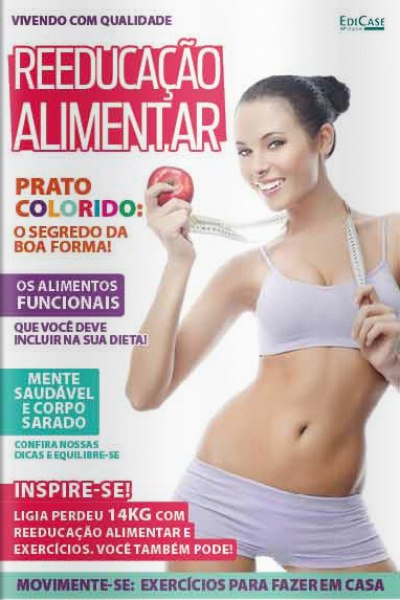 VIVENDO COM QUALIDADE
EDICASE
REEDUCAÇÃO
ALIMENTAR
PRATO
COLORIDO:
O SEGREDO DA
BOA FORMA!
OS ALIMENTOS
FUNCIONAIS
QUE VOCÊ DEVE
INCLUIR NA SUA DIETA!
MENTE
SAUDÁVEL
E CORPO
SARADO
CONFIRA NOSSAS
DICAS E EQUILIBRE-SE
INSPIRE-SE!
LIGIA PERDEU 14KG COM
REEDUCAÇÃO ALIMENTAR E
EXERCÍCIOS. VOCÊ TAMBÉM PODE!
MOVIMENTE-SE: EXERCÍCIOS PARA FAZER EM CASA